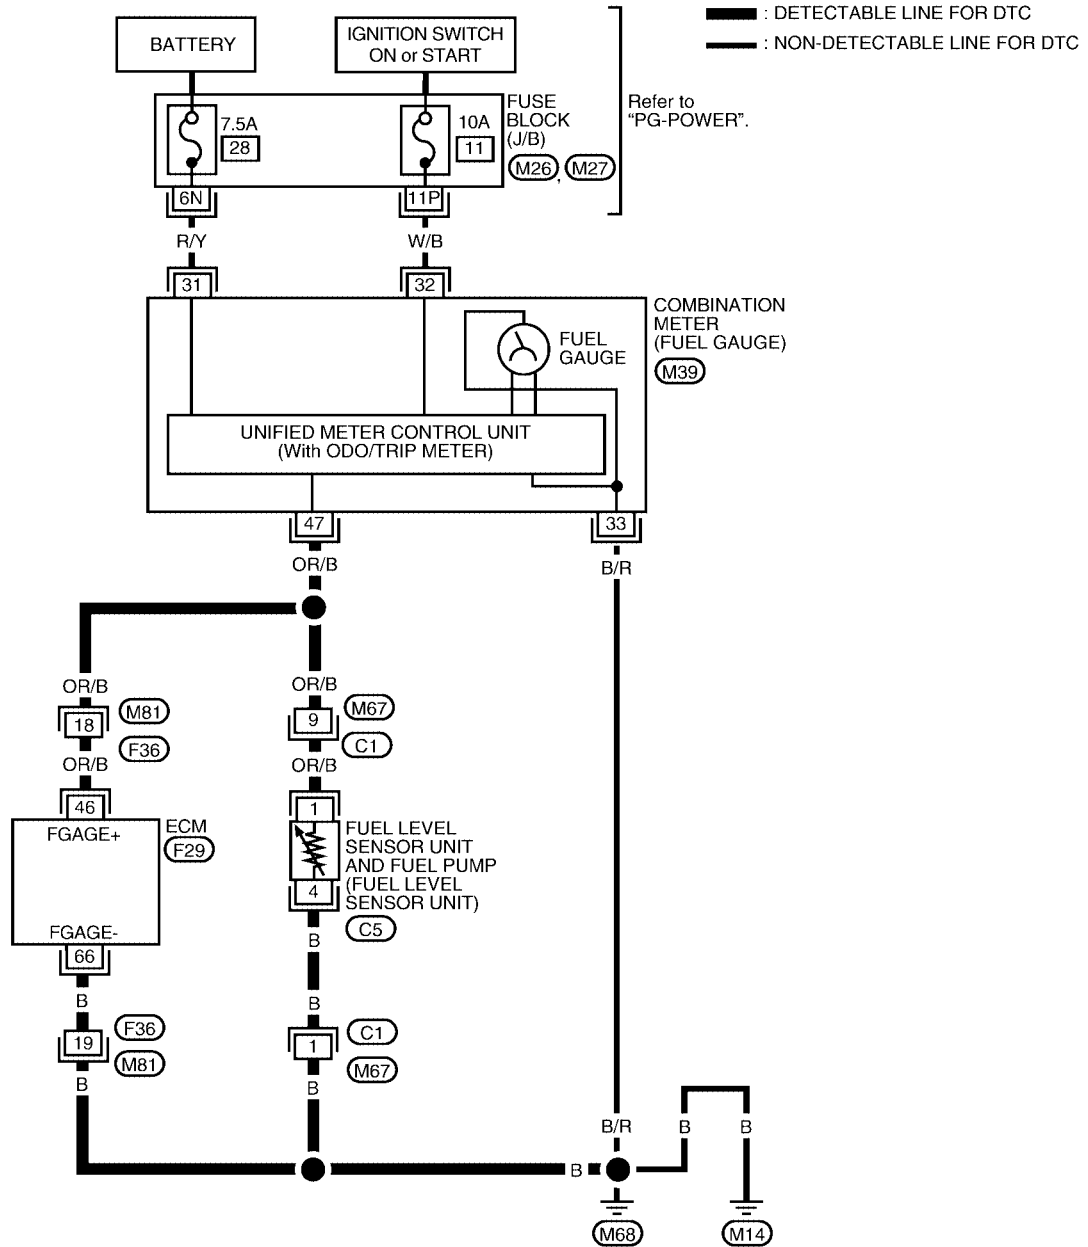 : DETECTABLE LINE FOR DTC
: NON-DETECTABLE LINE FOR DTC
BATTERY
IGNITION SWITCH
ON or START
7.5A
28
10A
11
FUSE
BLOCK
(J/B)
M26, M27
Refer to
"PG-POWER".
6N
11P
R/Y
W/B
31
32
COMBINATION
METER
(FUEL GAUGE)
M39
FUEL
GAUGE
UNIFIED METER CONTROL UNIT
(With ODO/TRIP METER)
47
33
OR/B
B/R
OR/B
OR/B
18
M81
F36
9
M67
C1
OR/B
OR/B
46
1
FGAGE+
ECM
F29
FGAGE-
66
FUEL LEVEL
SENSOR UNIT
AND FUEL PUMP
(FUEL LEVEL
SENSOR UNIT)
4
C5
B
B
B
19
F36
M81
1
C1
M67
B
B
B/R
B
B
B
M68
M14